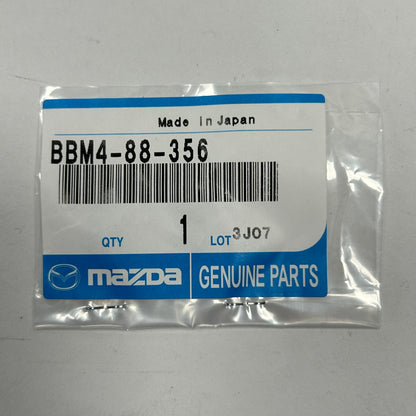 Made in Japan
BBM4-88-356
QTY 1 LOT 3J07
mazda GENUINE PARTS